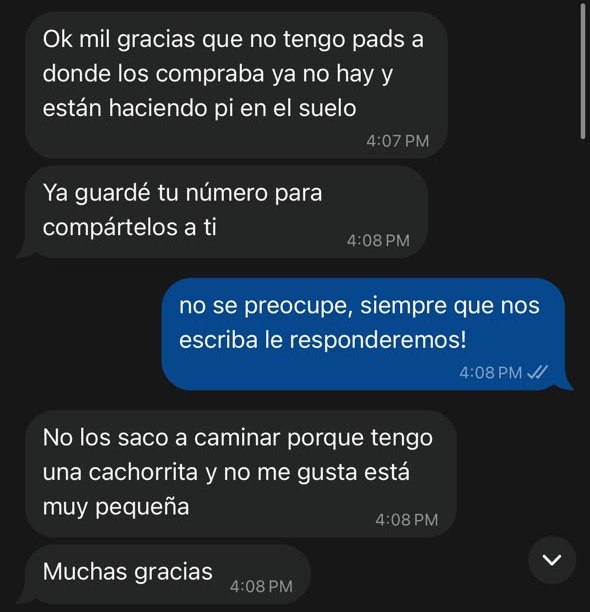 Ok mil gracias que no tengo pads a
donde los compraba ya no hay y
están haciendo pi en el suelo
4:07 PM
Ya guardé tu número para
compártelos a ti
4:08 PM
no se preocupe, siempre que nos
escriba le responderemos!
4:08 PM
No los saco a caminar porque tengo
una cachorrita y no me gusta está
muy pequeña
4:08 PM
Muchas gracias
4:08 PM